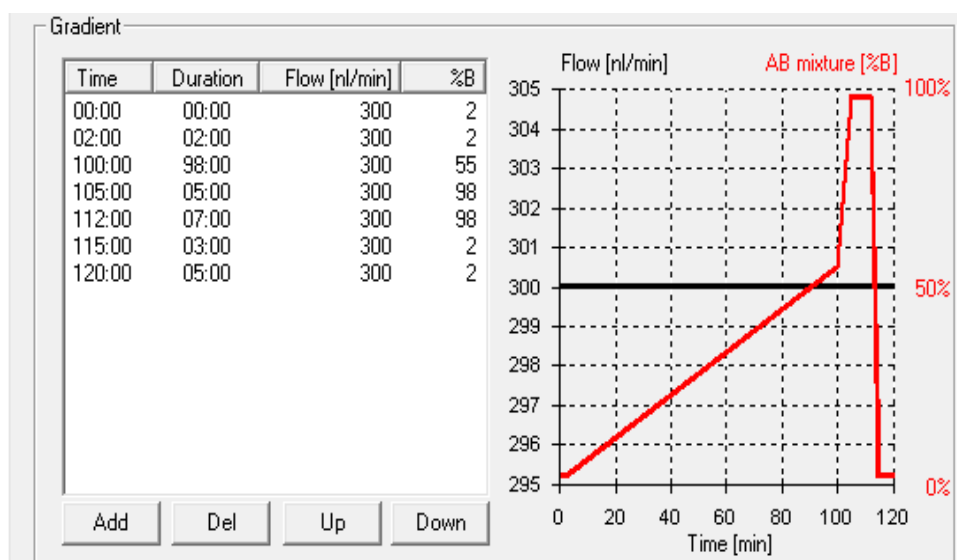 Gradient
Time Duration Flow [nl/min] %B
00:00 00:00 300 2
02:00 02:00 300 2
100:00 98:00 300 55
105:00 05:00 300 98
112:00 07:00 300 98
115:00 03:00 300 2
120:00 05:00 300 2
Add Del Up Down
Flow [nl/min] AB mixture [%B]
305 100%
304
303
302
301
300 50%
299
298
297
296
295 0%
0 20 40 60 80 100 120
Time [min]